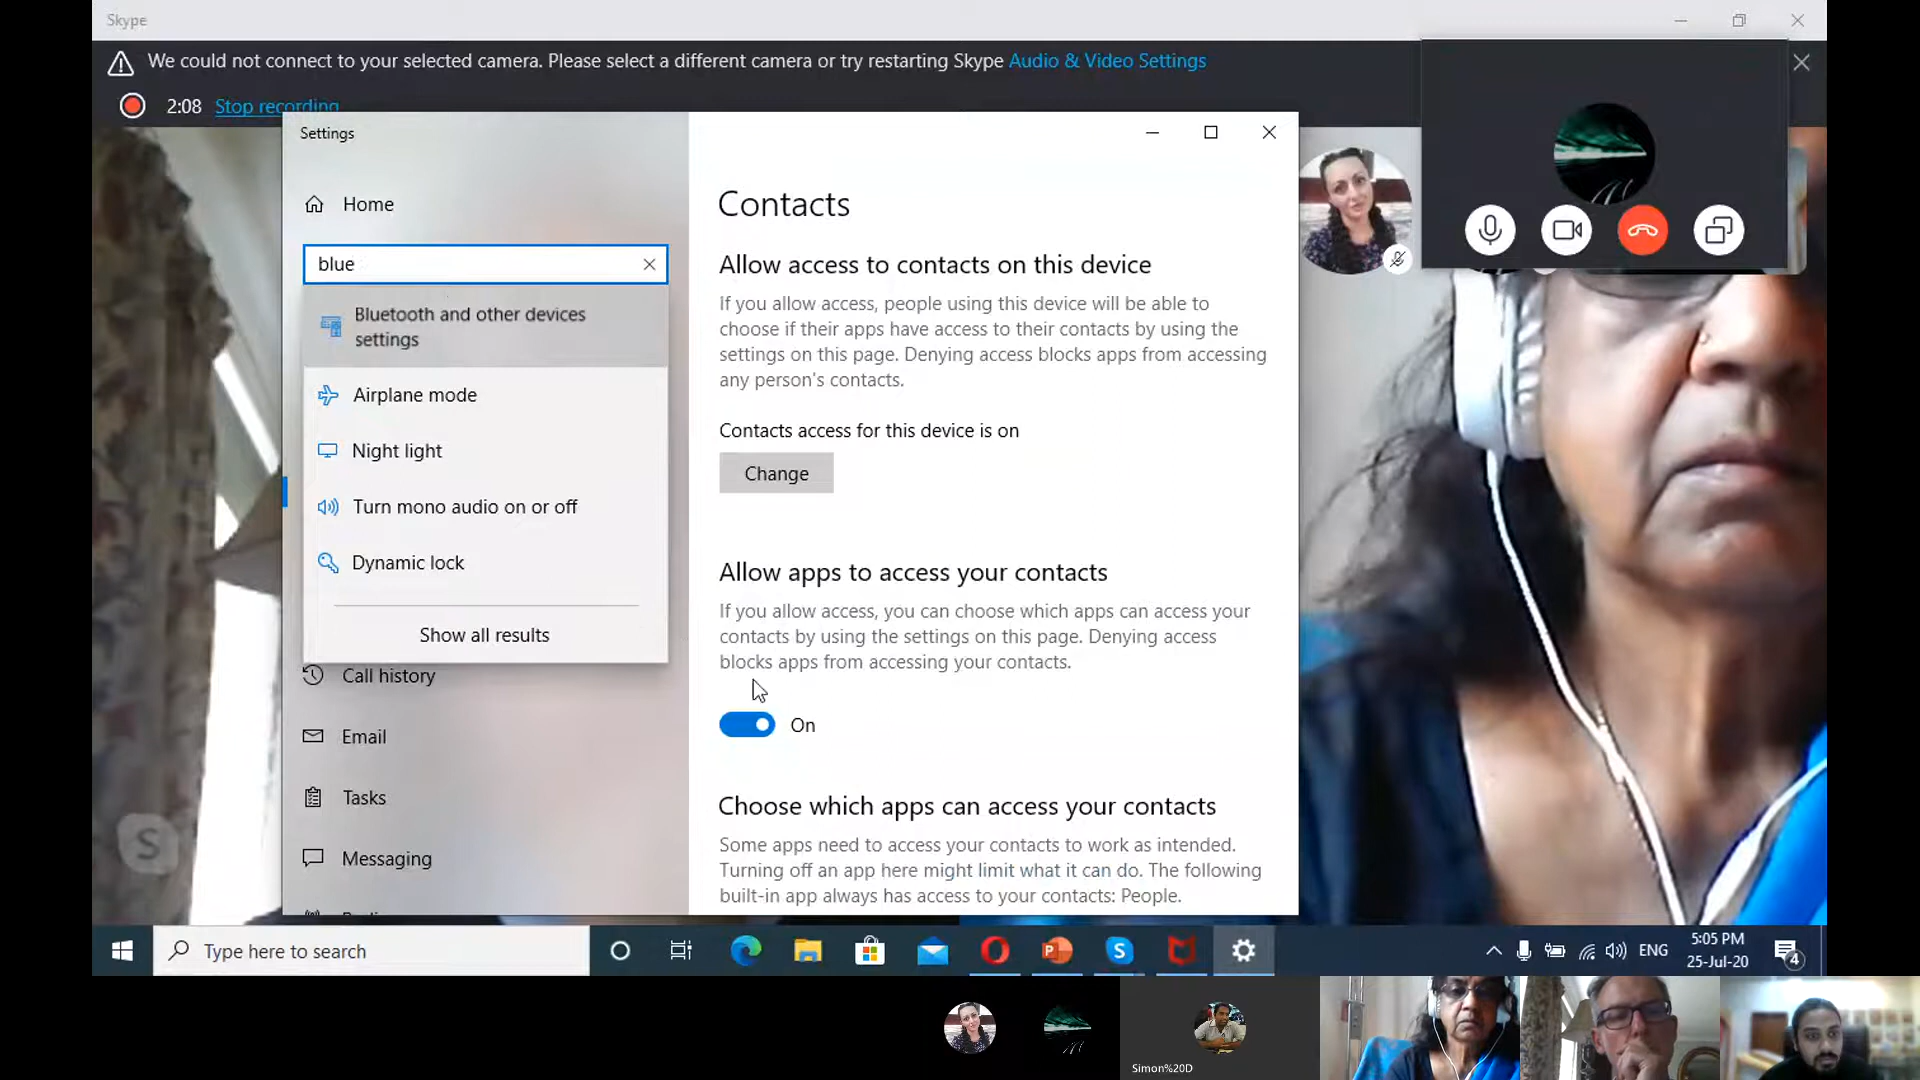 Skype
We could not connect to your selected camera. Please select a different camera or try restarting Skype Audio & Video Settings
2:08 Stop recording
Settings
Home
blue
Bluetooth and other devices
settings
Airplane mode
Night light
Turn mono audio on or off
Dynamic lock
Show all results
Call history
Email
Tasks
Messaging
Contacts
Allow access to contacts on this device
If you allow access, people using this device will be able to
choose if their apps have access to their contacts by using the
settings on this page. Denying access blocks apps from accessing
any person's contacts.
Contacts access for this device is on
Change
Allow apps to access your contacts
If you allow access, you can choose which apps can access your
contacts by using the settings on this page. Denying access
blocks apps from accessing your contacts.
On
Choose which apps can access your contacts
Some apps need to access your contacts to work as intended.
Turning off an app here might limit what it can do. The following
built-in app always has access to your contacts: People.
S
Type here to search
ENG
5:05 PM
25-Jul-20
4
Simon%20D